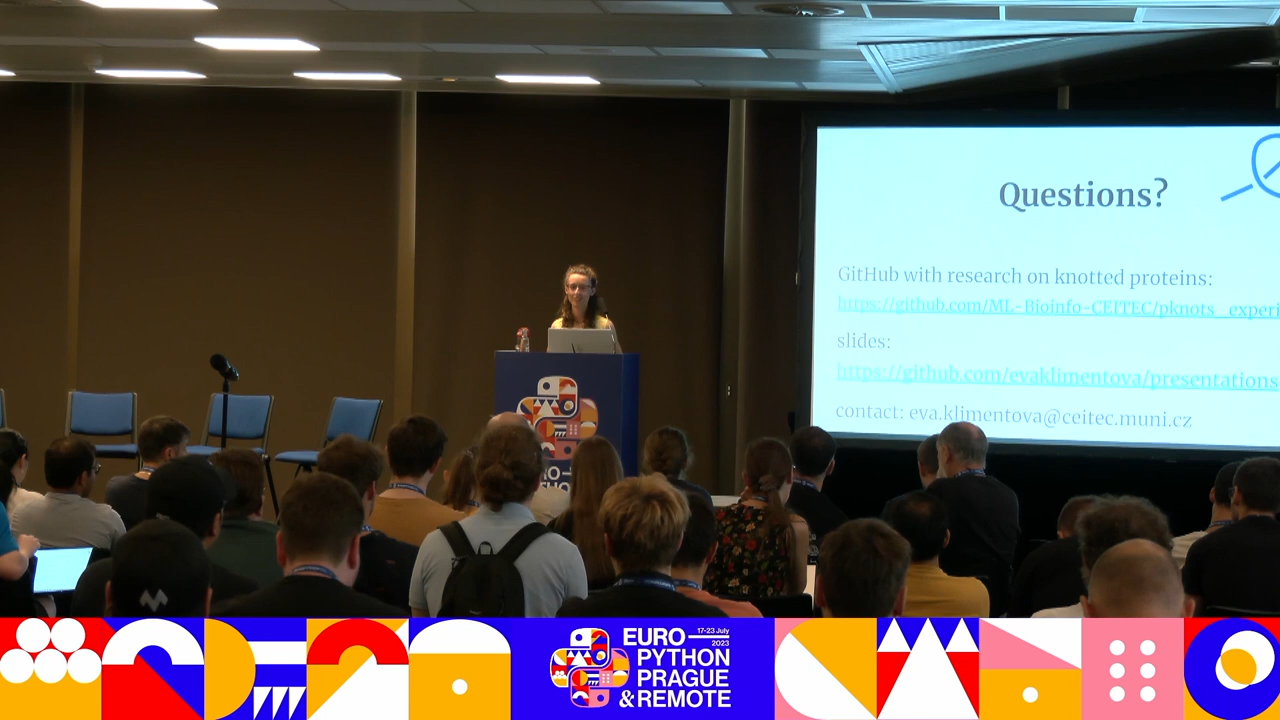 Questions?
GitHub with research on knotted proteins:
https://github.com/ML-Bioinfo-CEITEC/pknots_experi
slides:
https://github.com/evaklimentova/presentations
contact: eva.klimentova@ceitec.muni.cz
EURO
17-23 July
2023
PYTHON
PRAGUE
& REMOTE